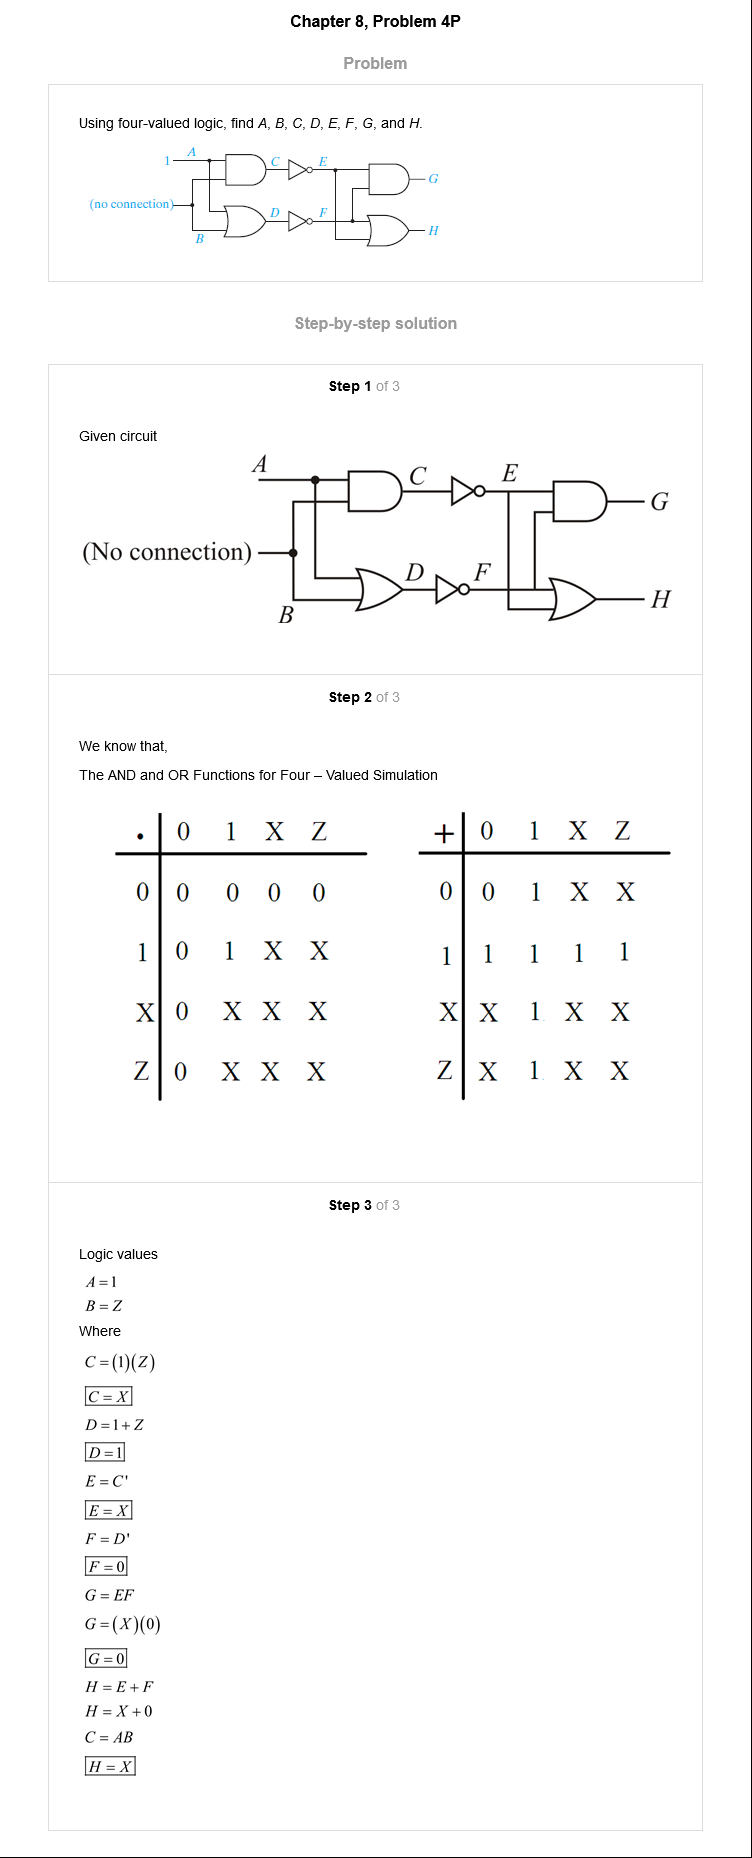 Chapter 8, Problem 4P
Problem
Using four-valued logic, find A, B, C, D, E, F, G, and H.
1 A C E G
(no connection) B D F H
Step-by-step solution
Step 1 of 3
Given circuit
A C E G
(No connection) B D F H
Step 2 of 3
We know that,
The AND and OR Functions for Four – Valued Simulation
• 0 1 X Z
0 0 0 0 0
1 0 1 X X
X 0 X X X
Z 0 X X X
+ 0 1 X Z
0 0 1 X X
1 1 1 1 1
X X 1 X X
Z X 1 X X
Step 3 of 3
Logic values
A = 1
B = Z
Where
C = (1)(Z)
C = X
D = 1 + Z
D = 1
E = C'
E = X
F = D'
F = 0
G = EF
G = (X)(0)
G = 0
H = E + F
H = X + 0
C = AB
H = X